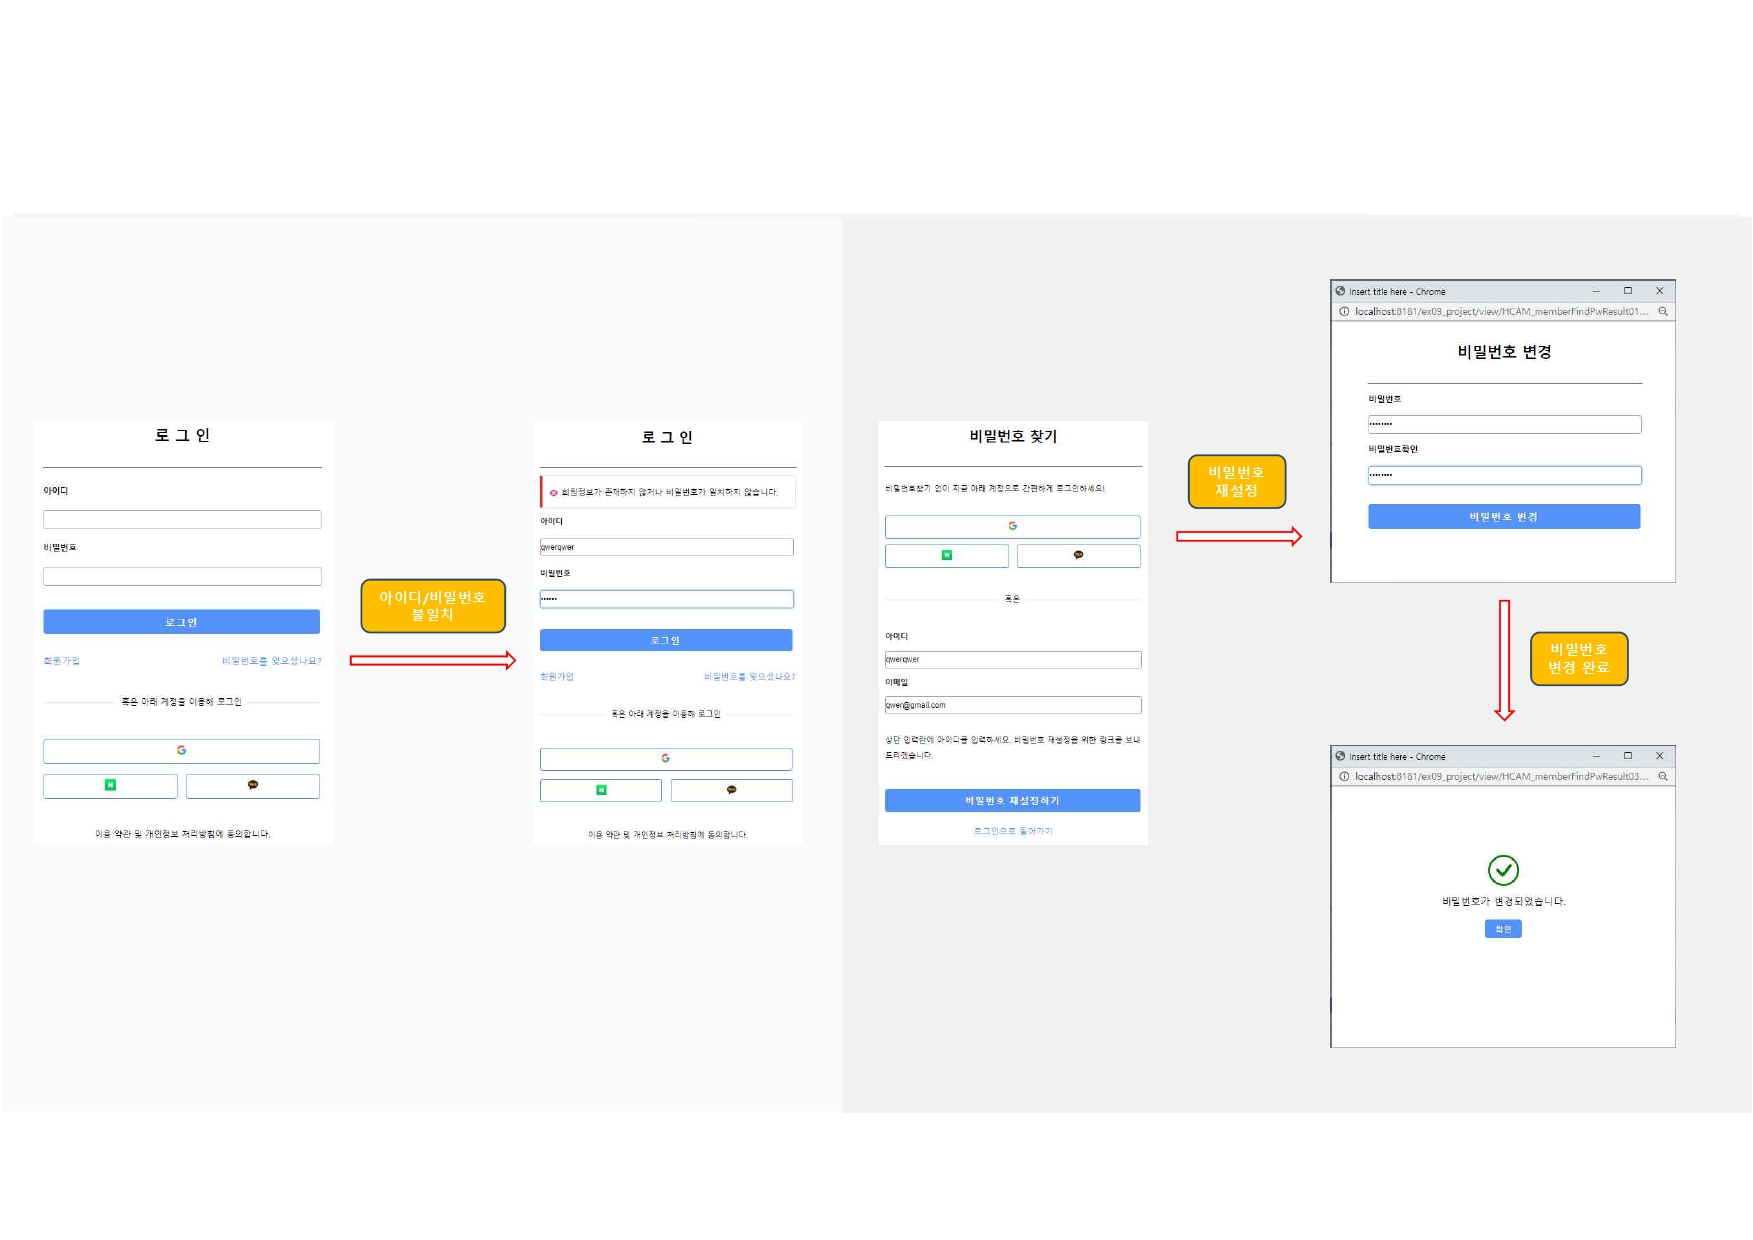 로 그 인
아이디
비밀번호
로그인
회원가입 비밀번호를 잊으셨나요?
혹은 아래 계정을 이용해 로그인
G
N
TALK
이용 약관 및 개인정보 처리방침에 동의합니다.
아이디/비밀번호
불일치
로 그 인
회원정보가 존재하지 않거나 비밀번호가 일치하지 않습니다.
아이디
qwerqwer
비밀번호
••••••
로그인
회원가입 비밀번호를 잊으셨나요?
혹은 아래 계정을 이용해 로그인
G
N
TALK
이용 약관 및 개인정보 처리방침에 동의합니다.
비밀번호 찾기
비밀번호찾기 없이 지금 아래 계정으로 간편하게 로그인하세요!
G
N
TALK
혹은
아이디
qwerqwer
이메일
qwer@gmail.com
상단 입력란에 아이디를 입력하세요. 비밀번호 재설정을 위한 링크를 보내
드리겠습니다.
비밀번호 재설정하기
로그인으로 돌아가기
비밀번호
재설정
Insert title here - Chrome
localhost:8181/ex09_project/view/HCAM_memberFindPwResult01....
비밀번호 변경
비밀번호
••••••••
비밀번호확인
••••••••
비밀번호 변경
비밀번호
변경 완료
Insert title here - Chrome
localhost:8181/ex09_project/view/HCAM_memberFindPwResult03....
비밀번호가 변경되었습니다.
확인